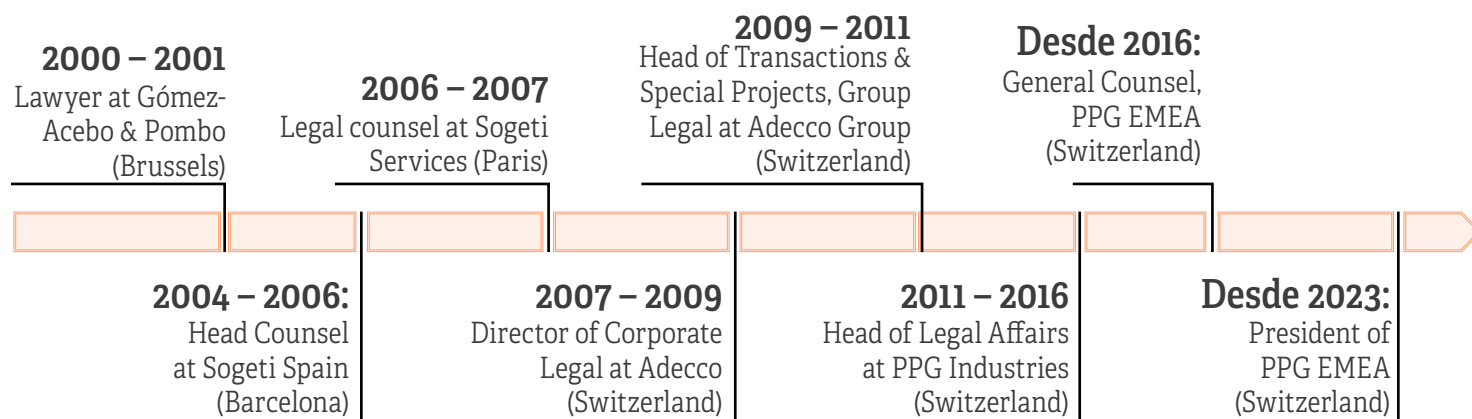 2000 – 2001
Lawyer at Gómez-
Acebo & Pombo
(Brussels)
2004 – 2006:
Head Counsel
at Sogeti Spain
(Barcelona)
2006 – 2007
Legal counsel at Sogeti
Services (Paris)
2007 – 2009
Director of Corporate
Legal at Adecco
(Switzerland)
2009 – 2011
Head of Transactions &
Special Projects, Group
Legal at Adecco Group
(Switzerland)
2011 – 2016
Head of Legal Affairs
at PPG Industries
(Switzerland)
Desde 2016:
General Counsel,
PPG EMEA
(Switzerland)
Desde 2023:
President of
PPG EMEA
(Switzerland)